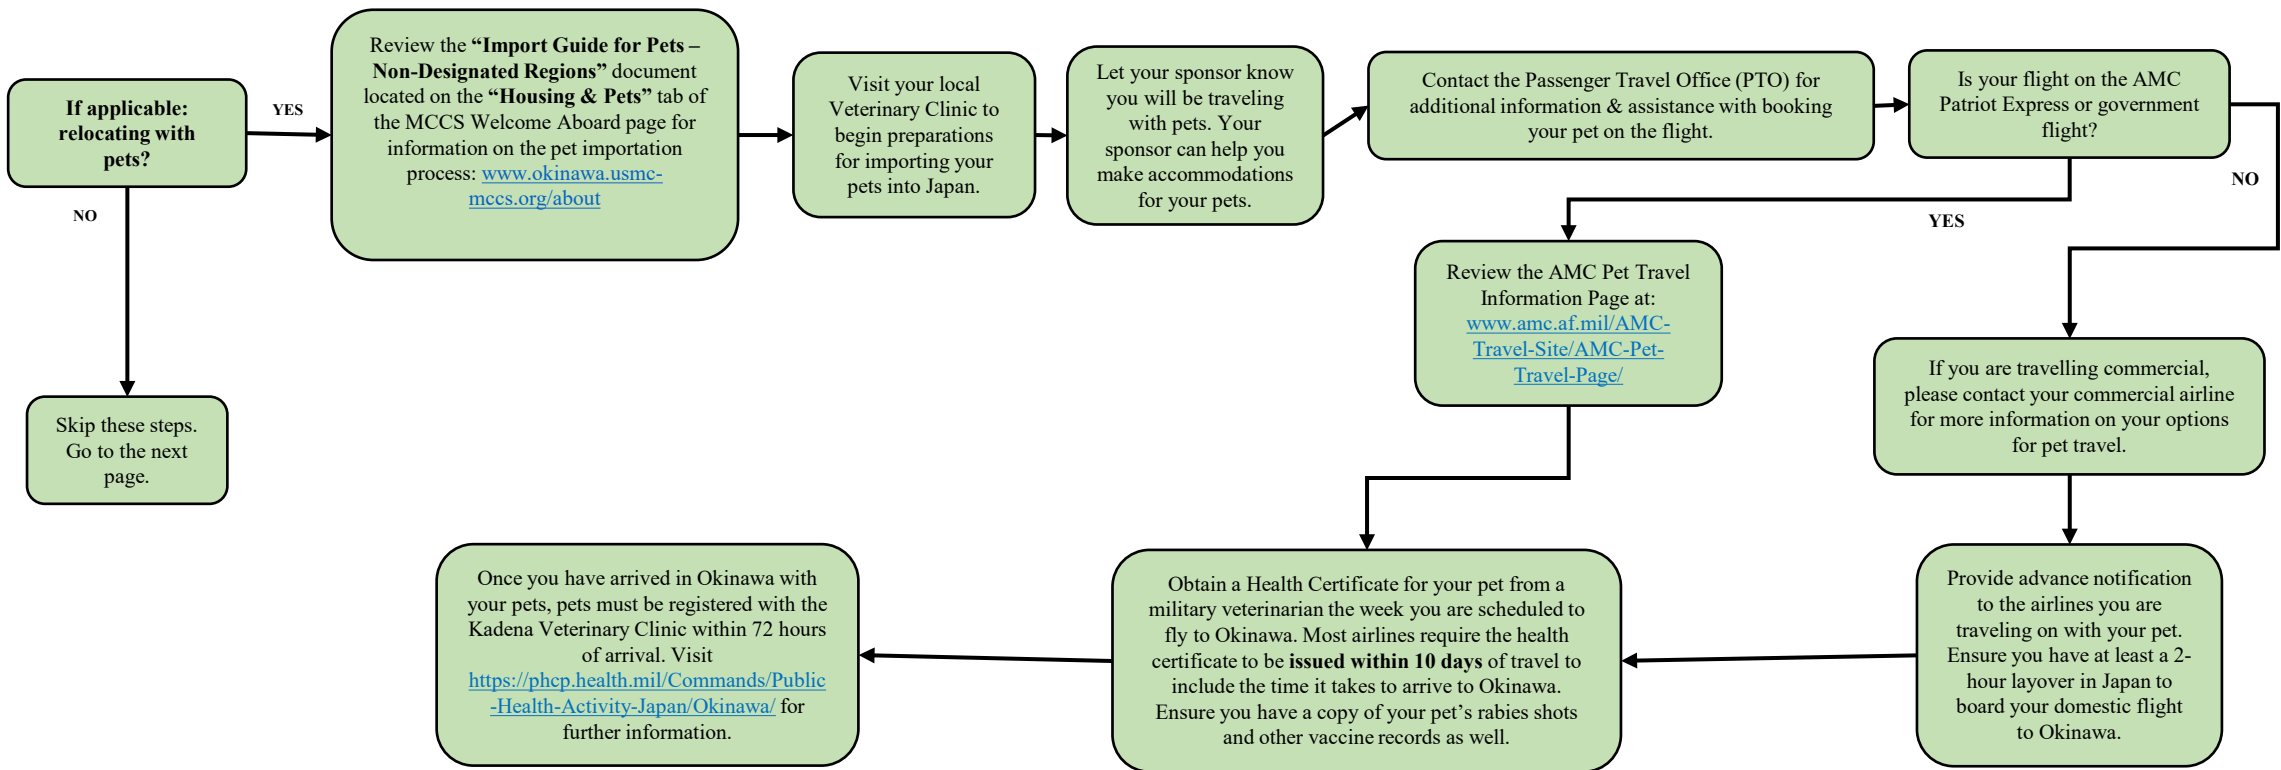 If applicable:
relocating with
pets?
YES
NO
Skip these steps.
Go to the next
page.
Review the “Import Guide for Pets –
Non-Designated Regions” document
located on the “Housing & Pets” tab of
the MCCS Welcome Aboard page for
information on the pet importation
process: www.okinawa.usmc-
mccs.org/about
Visit your local
Veterinary Clinic to
begin preparations
for importing your
pets into Japan.
Let your sponsor know
you will be traveling
with pets. Your
sponsor can help you
make accommodations
for your pets.
Contact the Passenger Travel Office (PTO) for
additional information & assistance with booking
your pet on the flight.
Is your flight on the AMC
Patriot Express or government
flight?
YES
NO
Review the AMC Pet Travel
Information Page at:
www.amc.af.mil/AMC-
Travel-Site/AMC-Pet-
Travel-Page/
If you are travelling commercial,
please contact your commercial airline
for more information on your options
for pet travel.
Provide advance notification
to the airlines you are
traveling on with your pet.
Ensure you have at least a 2-
hour layover in Japan to
board your domestic flight
to Okinawa.
Obtain a Health Certificate for your pet from a
military veterinarian the week you are scheduled to
fly to Okinawa. Most airlines require the health
certificate to be issued within 10 days of travel to
include the time it takes to arrive to Okinawa.
Ensure you have a copy of your pet’s rabies shots
and other vaccine records as well.
Once you have arrived in Okinawa with
your pets, pets must be registered with the
Kadena Veterinary Clinic within 72 hours
of arrival. Visit
https://phcp.health.mil/Commands/Public
-Health-Activity-Japan/Okinawa/ for
further information.